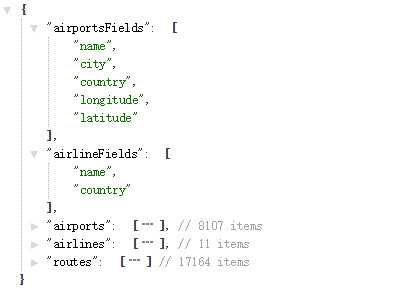 {
"airportsFields": [
"name",
"city",
"country",
"longitude",
"latitude"
],
"airlineFields": [
"name",
"country"
],
"airports": [···], // 8107 items
"airlines": [···], // 11 items
"routes": [···] // 17164 items
}